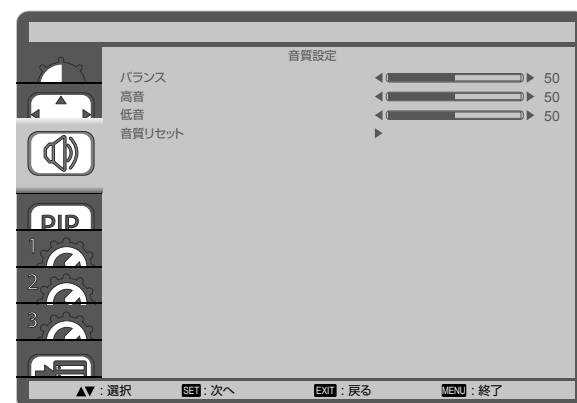 音質設定
バランス 50
高音 50
低音 50
音質リセット
PIP
1
2
3
▲▼ : 選択 SET : 次へ EXIT : 戻る MENU : 終了